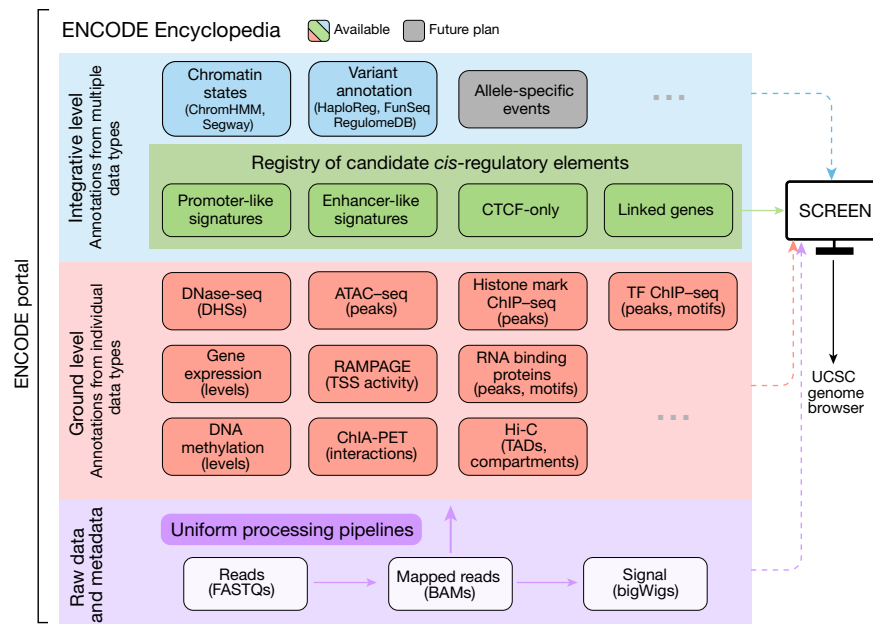 ENCODE Encyclopedia
Available
Future plan
ENCODE portal
Integrative level
Annotations from multiple
data types
Chromatin
states
(ChromHMM,
Segway)
Variant
annotation
(HaploReg, FunSeq
RegulomeDB)
Allele-specific
events
...
Registry of candidate cis-regulatory elements
Promoter-like
signatures
Enhancer-like
signatures
CTCF-only
Linked genes
SCREEN
Ground level
Annotations from individual
data types
DNase-seq
(DHSs)
ATAC–seq
(peaks)
Histone mark
ChIP–seq
(peaks)
TF ChIP–seq
(peaks, motifs)
Gene
expression
(levels)
RAMPAGE
(TSS activity)
RNA binding
proteins
(peaks, motifs)
DNA
methylation
(levels)
ChIA-PET
(interactions)
Hi-C
(TADs,
compartments)
...
UCSC
genome
browser
Raw data
and metadata
Uniform processing pipelines
Reads
(FASTQs)
Mapped reads
(BAMs)
Signal
(bigWigs)